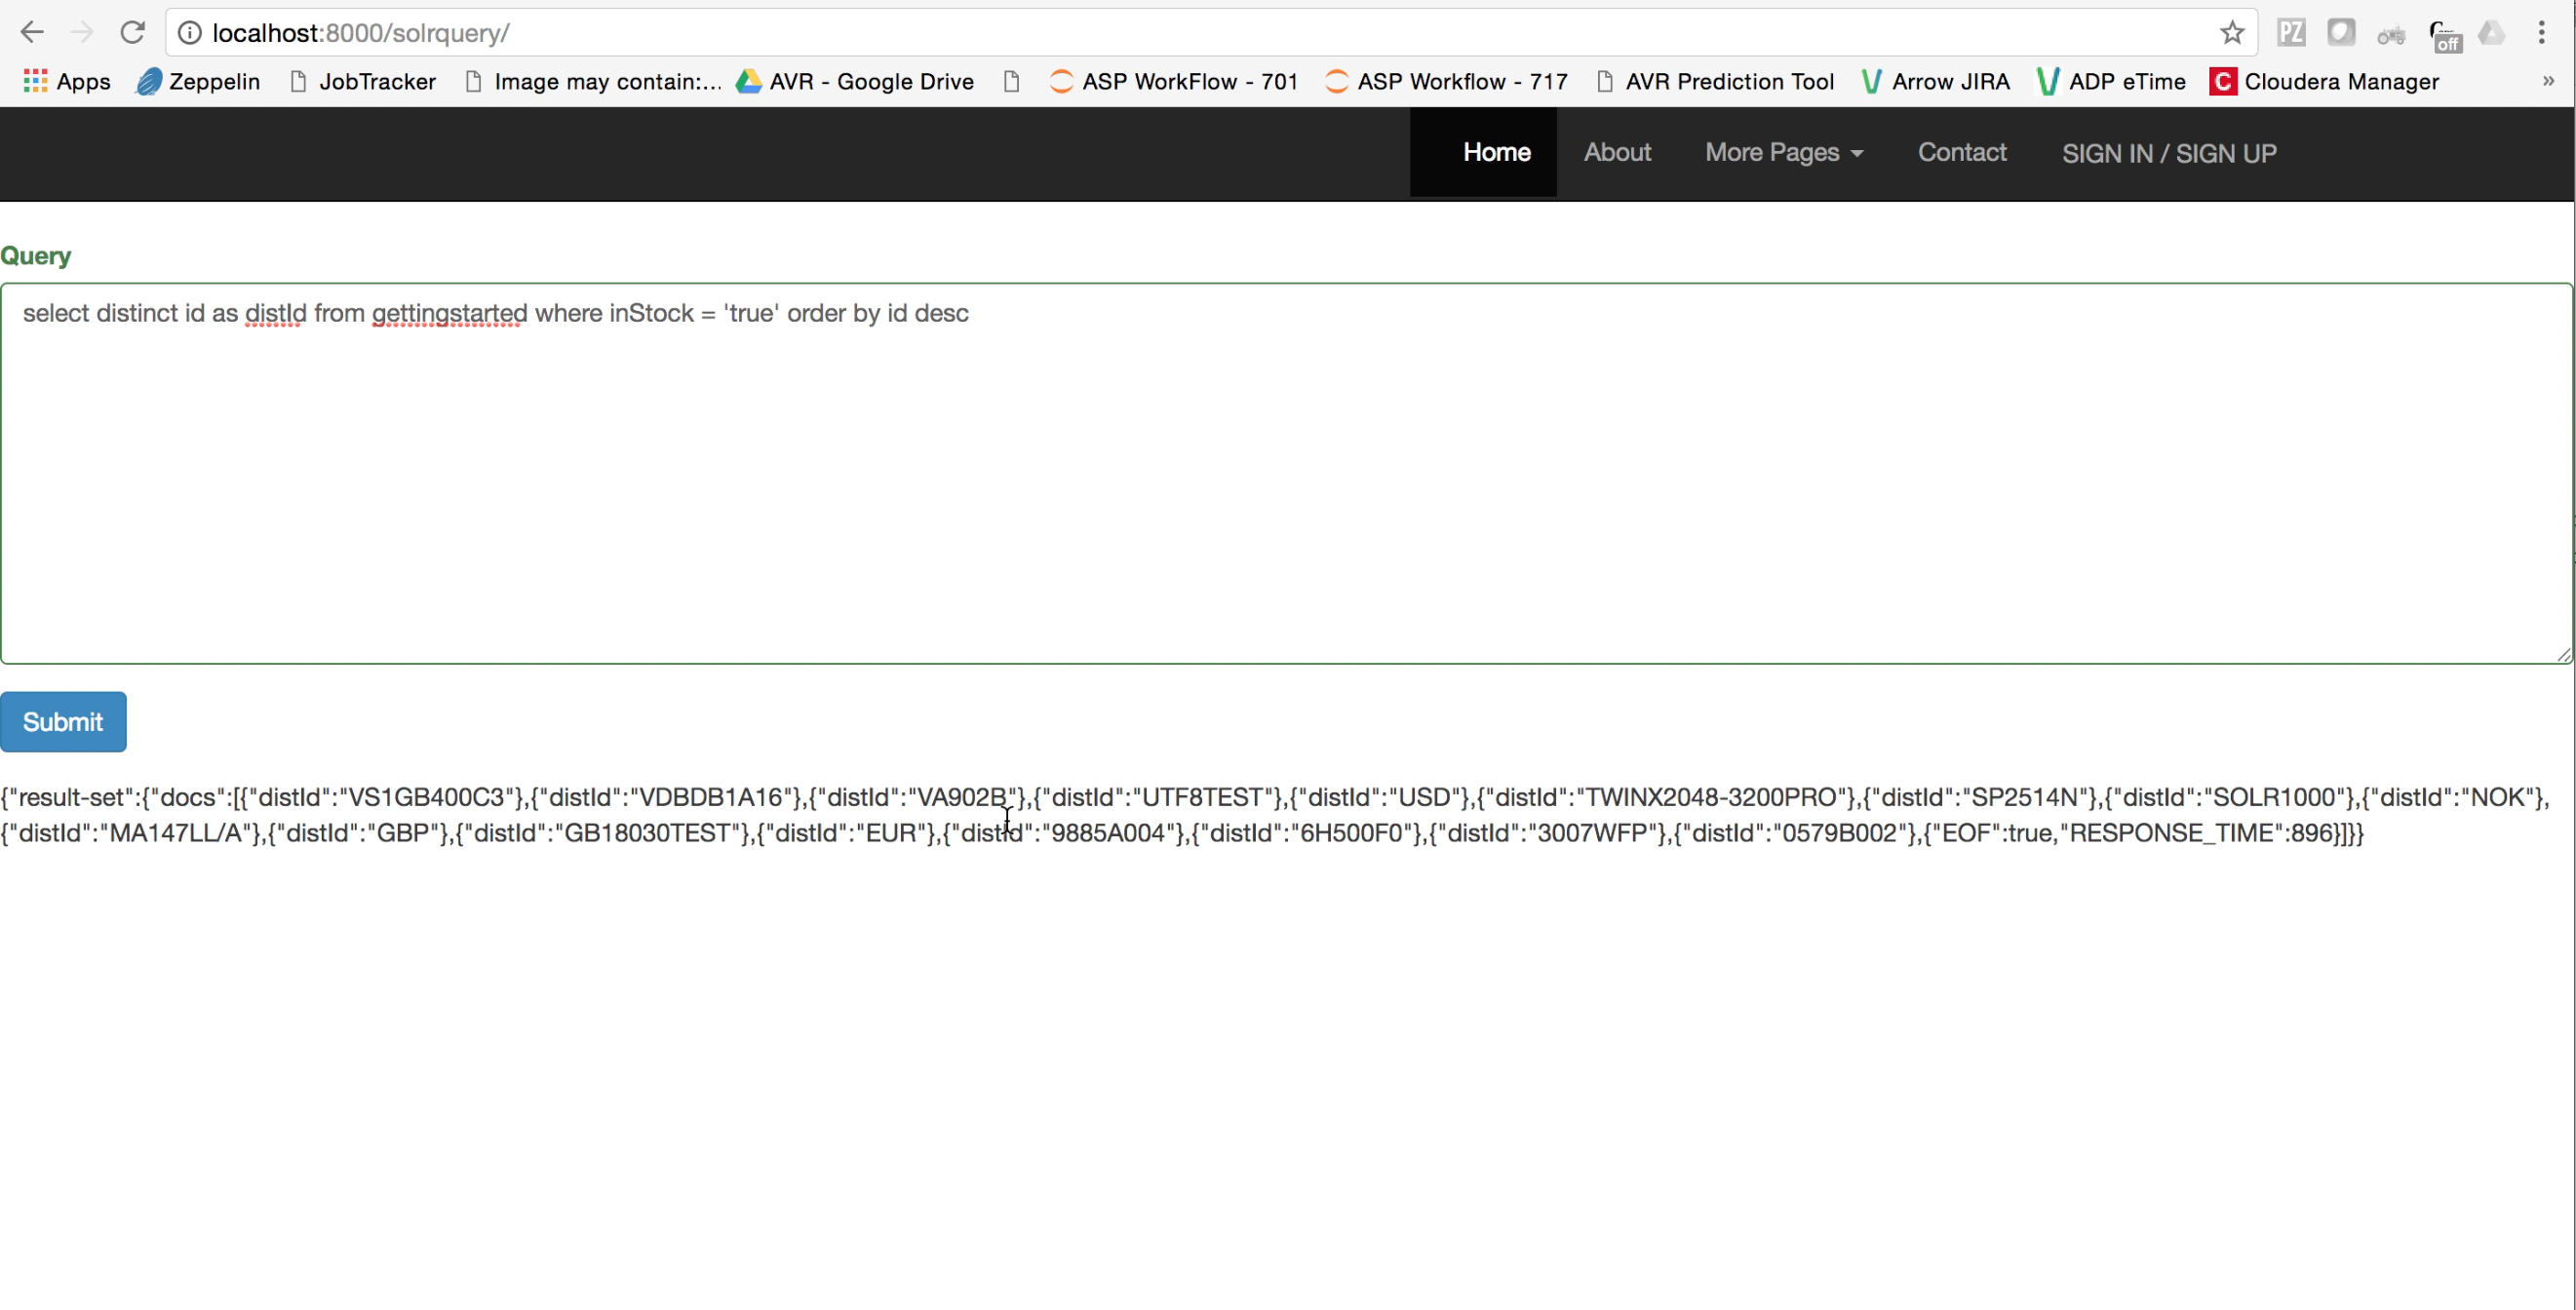 localhost:8000/solrquery/
PZ
off
Apps Zeppelin JobTracker Image may contain:... AVR - Google Drive ASP WorkFlow - 701 ASP Workflow - 717 AVR Prediction Tool Arrow JIRA ADP eTime C Cloudera Manager »
Home About More Pages Contact SIGN IN / SIGN UP
Query
select distinct id as distId from gettingstarted where inStock = 'true' order by id desc
Submit
{"result-set":{"docs":[{"distId":"VS1GB400C3"},{"distId":"VDBDB1A16"},{"distId":"VA902B"},{"distId":"UTF8TEST"},{"distId":"USD"},{"distId":"TWINX2048-3200PRO"},{"distId":"SP2514N"},{"distId":"SOLR1000"},{"distId":"NOK"},
{"distId":"MA147LL/A"},{"distId":"GBP"},{"distId":"GB18030TEST"},{"distId":"EUR"},{"distId":"9885A004"},{"distId":"6H500F0"},{"distId":"3007WFP"},{"distId":"0579B002"},{"EOF":true,"RESPONSE_TIME":896}]}}